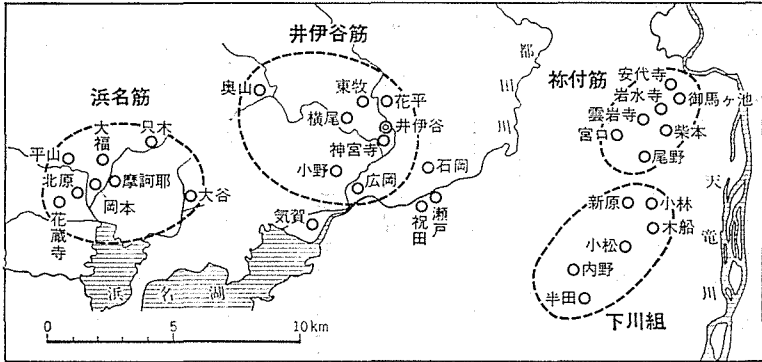 浜名筋
平山
大福
只木
北原
摩訶耶
岡本
花蔵寺
大谷
浜名湖
井伊谷筋
奥山
東牧
花平
横尾
井伊谷
神宮寺
小野
石岡
広岡
気賀
祝田
瀬戸
都田川
祢付筋
安代寺
岩水寺
御馬ヶ池
雲岩寺
宮口
柴本
尾野
天竜川
新原
小林
木船
小松
内野
半田
下川組
0 5 10km